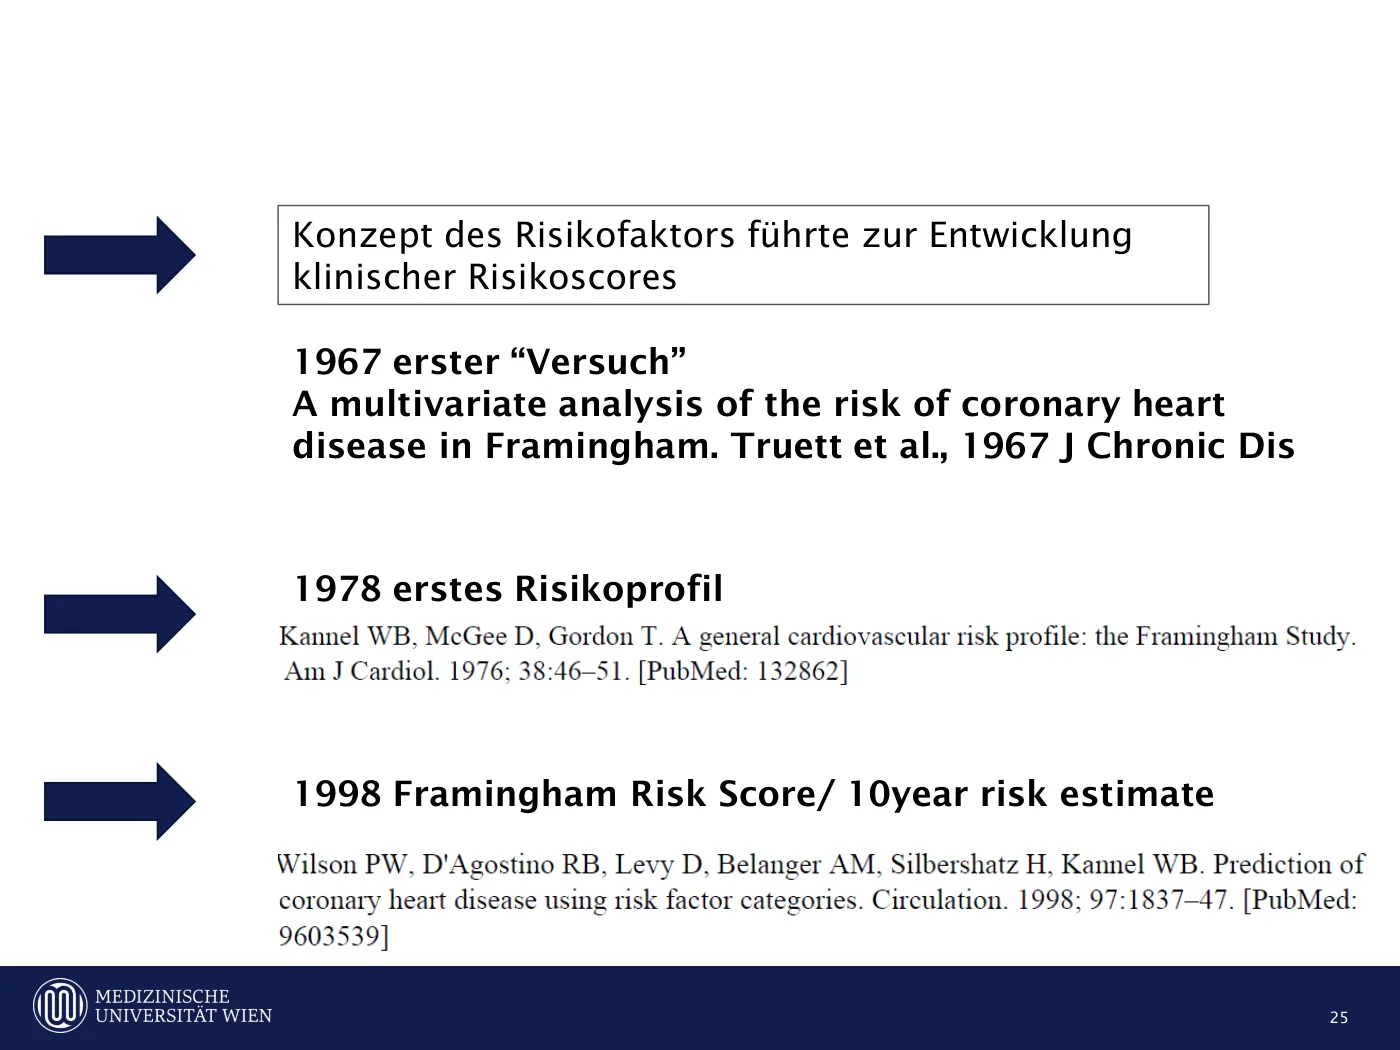 Konzept des Risikofaktors führte zur Entwicklung
klinischer Risikoscores
1967 erster “Versuch”
A multivariate analysis of the risk of coronary heart
disease in Framingham. Truett et al., 1967 J Chronic Dis
1978 erstes Risikoprofil
Kannel WB, McGee D, Gordon T. A general cardiovascular risk profile: the Framingham Study.
Am J Cardiol. 1976; 38:46–51. [PubMed: 132862]
1998 Framingham Risk Score/ 10year risk estimate
Wilson PW, D'Agostino RB, Levy D, Belanger AM, Silbershatz H, Kannel WB. Prediction of
coronary heart disease using risk factor categories. Circulation. 1998; 97:1837–47. [PubMed:
9603539]
MEDIZINISCHE
UNIVERSITÄT WIEN
25